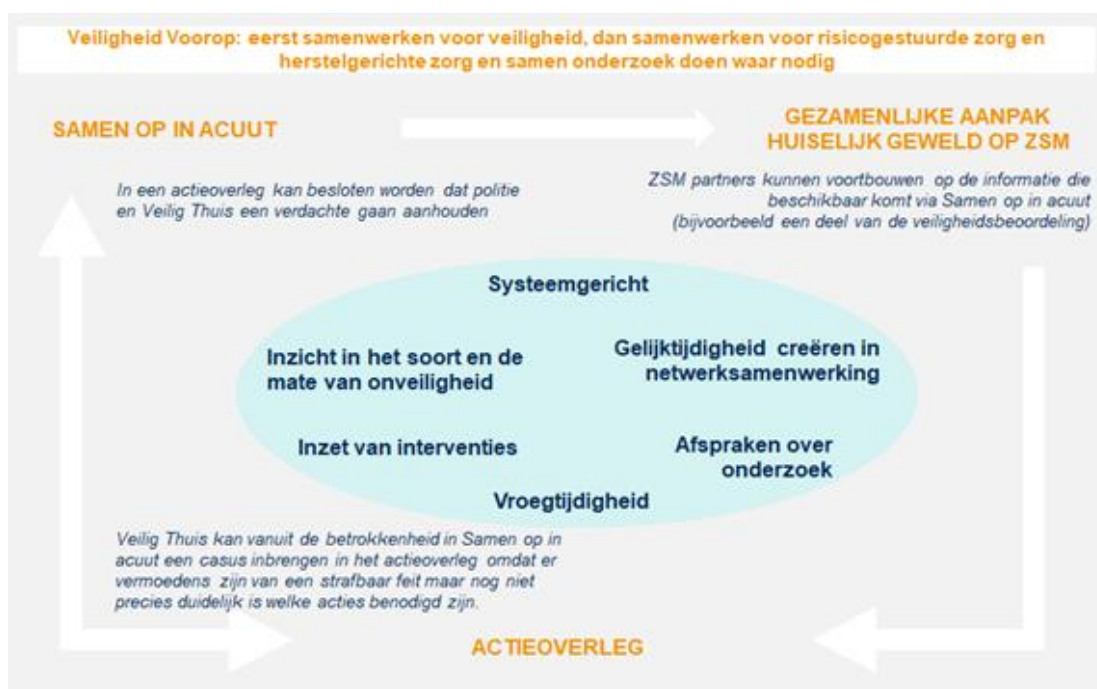 Veiligheid Voorop: eerst samenwerken voor veiligheid, dan samenwerken voor risicogestuurde zorg en
herstelgerichte zorg en samen onderzoek doen waar nodig
SAMEN OP IN ACUUT
GEZAMENLIJKE AANPAK
HUISELIJK GEWELD OP ZSM
In een actieoverleg kan besloten worden dat politie
en Veilig Thuis een verdachte gaan aanhouden
ZSM partners kunnen voortbouwen op de informatie die
beschikbaar komt via Samen op in acuut
(bijvoorbeeld een deel van de veiligheidsbeoordeling)
Systeemgericht
Inzicht in het soort en de
mate van onveiligheid
Gelijktijdigheid creëren in
netwerksamenwerking
Inzet van interventies
Afspraken over
onderzoek
Vroegtijdigheid
Veilig Thuis kan vanuit de betrokkenheid in Samen op in
acuut een casus inbrengen in het actieoverleg omdat er
vermoedens zijn van een strafbaar feit maar nog niet
precies duidelijk is welke acties benodigd zijn.
ACTIEOVERLEG